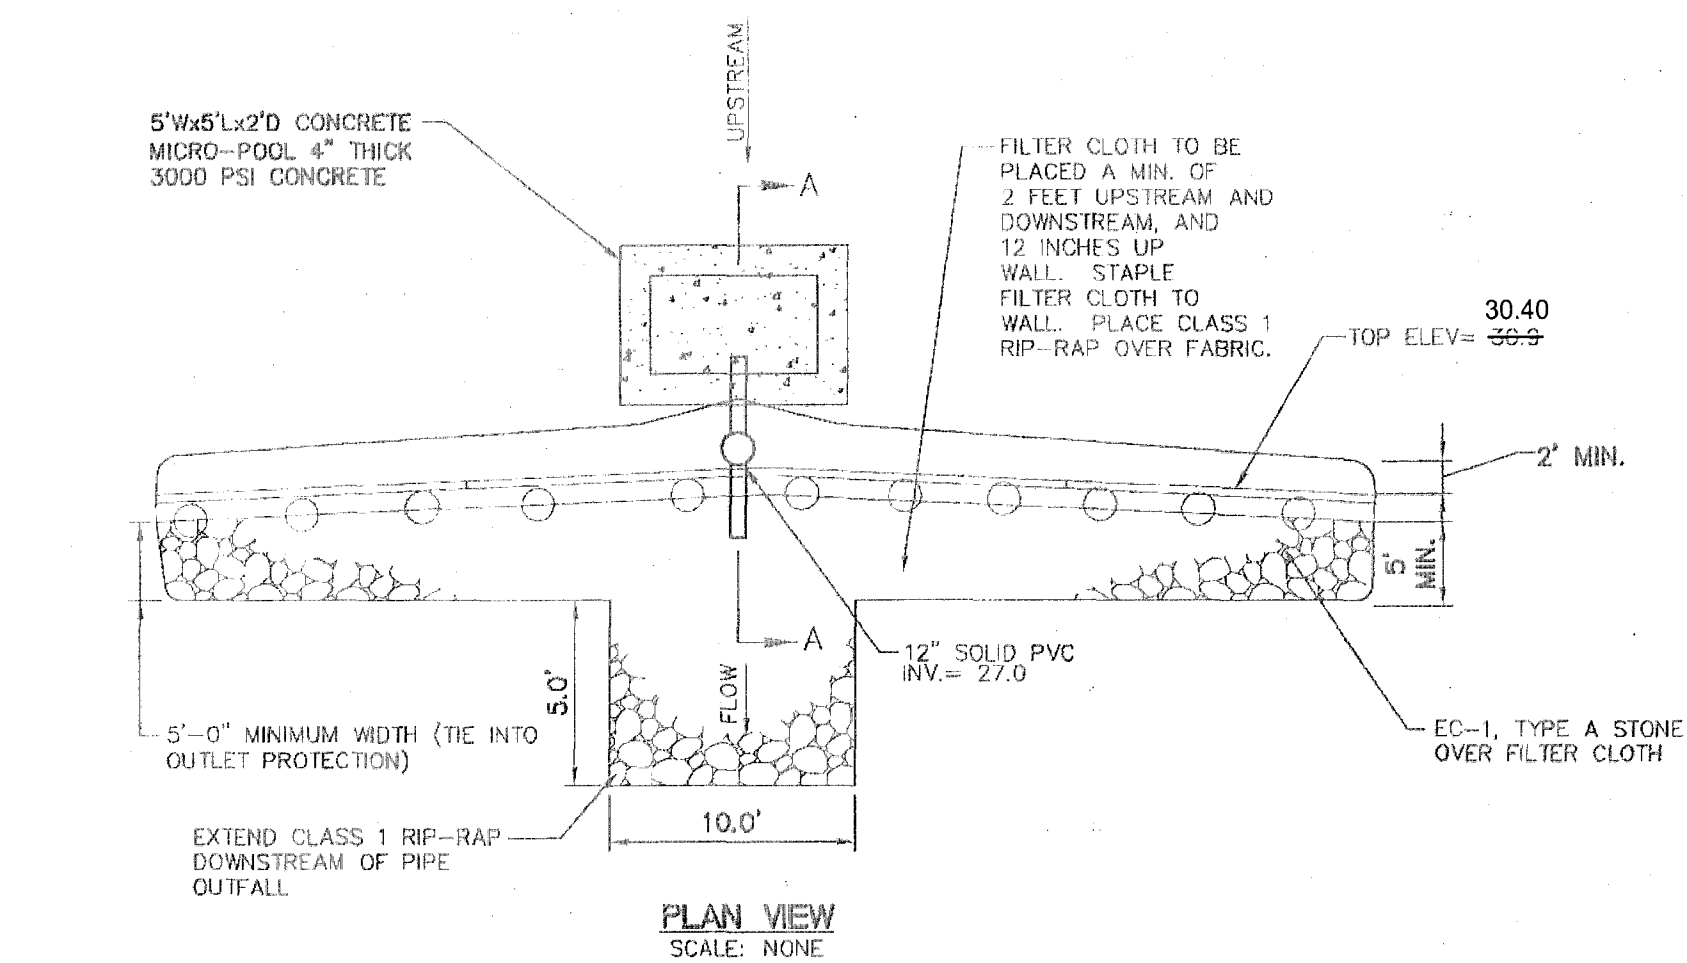 UPSTREAM
5'Wx5'Lx2'D CONCRETE
MICRO-POOL 4" THICK
3000 PSI CONCRETE
A
FILTER CLOTH TO BE
PLACED A MIN. OF
2 FEET UPSTREAM AND
DOWNSTREAM, AND
12 INCHES UP
WALL. STAPLE
FILTER CLOTH TO
WALL. PLACE CLASS 1
RIP-RAP OVER FABRIC.
30.40
TOP ELEV= 30.9
2' MIN.
5'
MIN.
A
12" SOLID PVC
INV.= 27.0
5.0'
FLOW
5'-0" MINIMUM WIDTH (TIE INTO
OUTLET PROTECTION)
EC-1, TYPE A STONE
OVER FILTER CLOTH
10.0'
EXTEND CLASS 1 RIP-RAP
DOWNSTREAM OF PIPE
OUTFALL
PLAN VIEW
SCALE: NONE